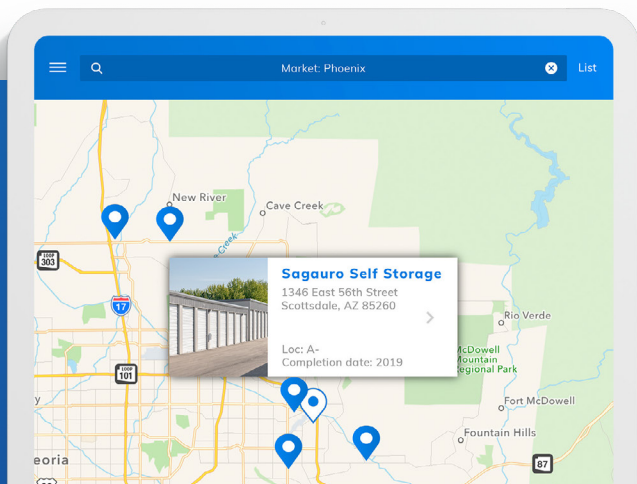 Market: Phoenix
List
New River
Cave Creek
Creek
LOOP
303
17
Sagauro Self Storage
1346 East 56th Street
Scottsdale, AZ 85260
Loc: A-
Completion date: 2019
Rio Verde
McDowell
Mountain
Regional Park
LOOP
101
Fort McDowell
y
Fountain Hills
eoria
87